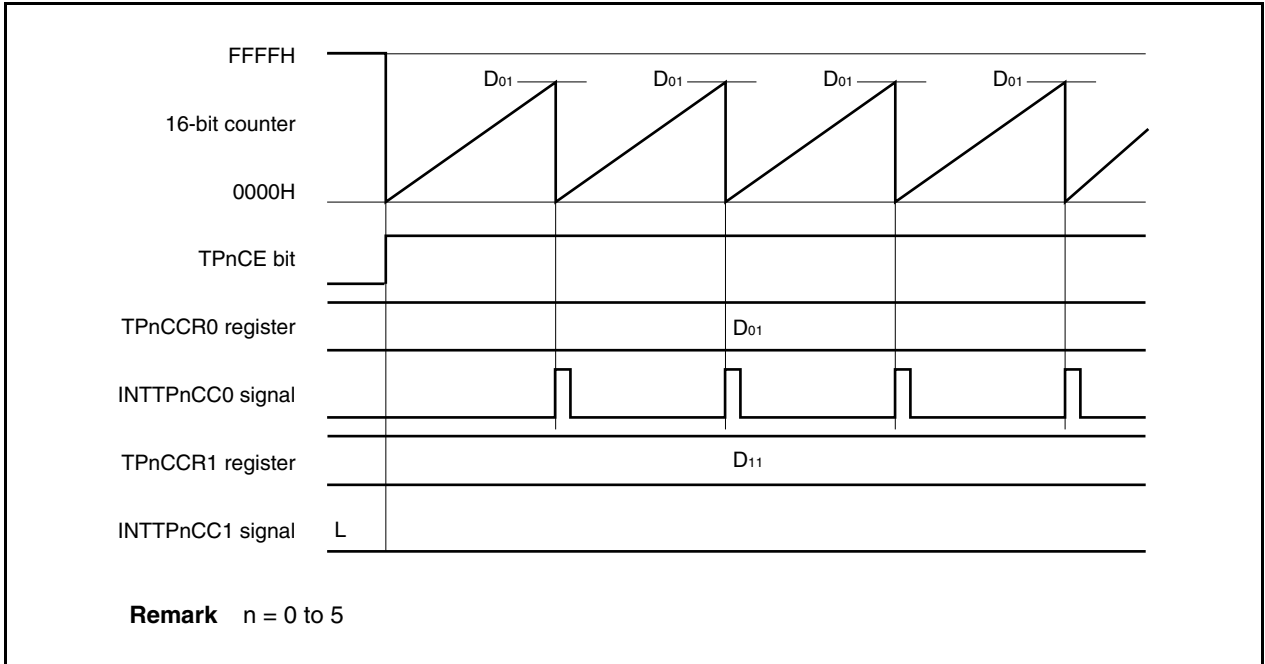 FFFFH
D01 D01 D01 D01
16-bit counter
0000H
TPnCE bit
TPnCCR0 register
D01
INTTPnCC0 signal
TPnCCR1 register
D11
INTTPnCC1 signal
L
Remark n = 0 to 5